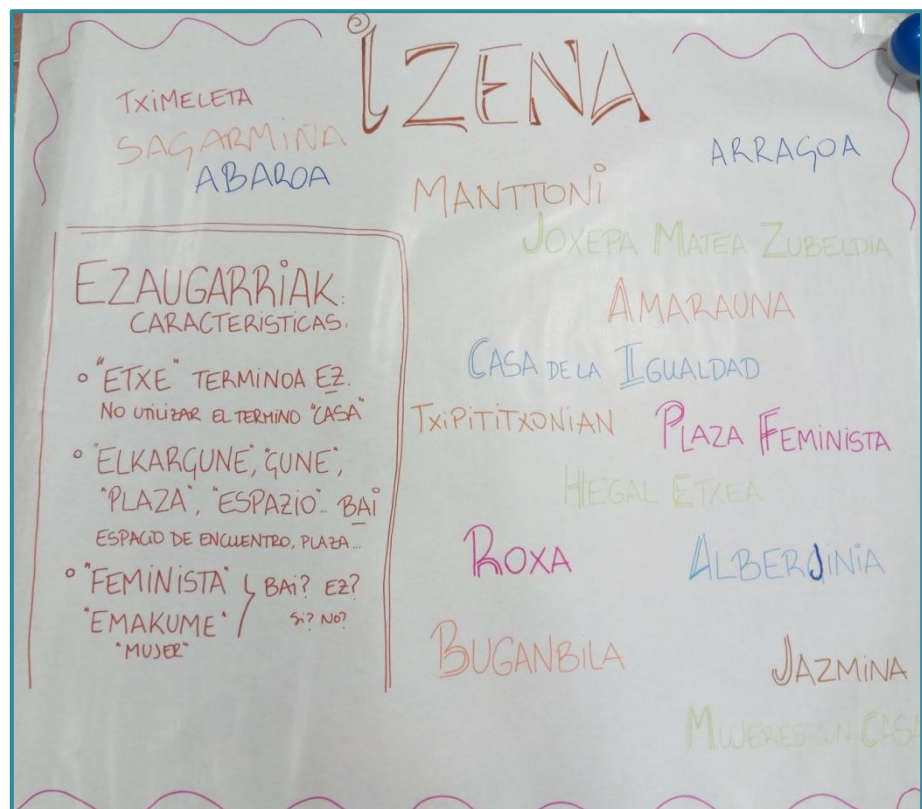 IZENA
TXIMELETA
SAGARMIÑA
ABAROA
ARRAGOA
MANTTONI
JOXEPA MATEA ZUBELDIA
AMARAUNA
CASA DE LA IGUALDAD
TXIPITITXONIAN
PLAZA FEMINISTA
HEGAL ETXEA
ROXA
ALBERJINIA
BUGANBILA
JAZMINA
MUJERES CON CASA
EZAUGARRIAK:
CARACTERISTICAS:
° "ETXE" TERMINOA EZ.
NO UTILIZAR EL TERMINO "CASA"
° "ELKARGUNE", "GUNE",
"PLAZA", "ESPAZIO".. BAI
ESPACIO DE ENCUENTRO, PLAZA...
° "FEMINISTA" BAI? EZ?
"EMAKUME" SI? NO?
"MUJER"